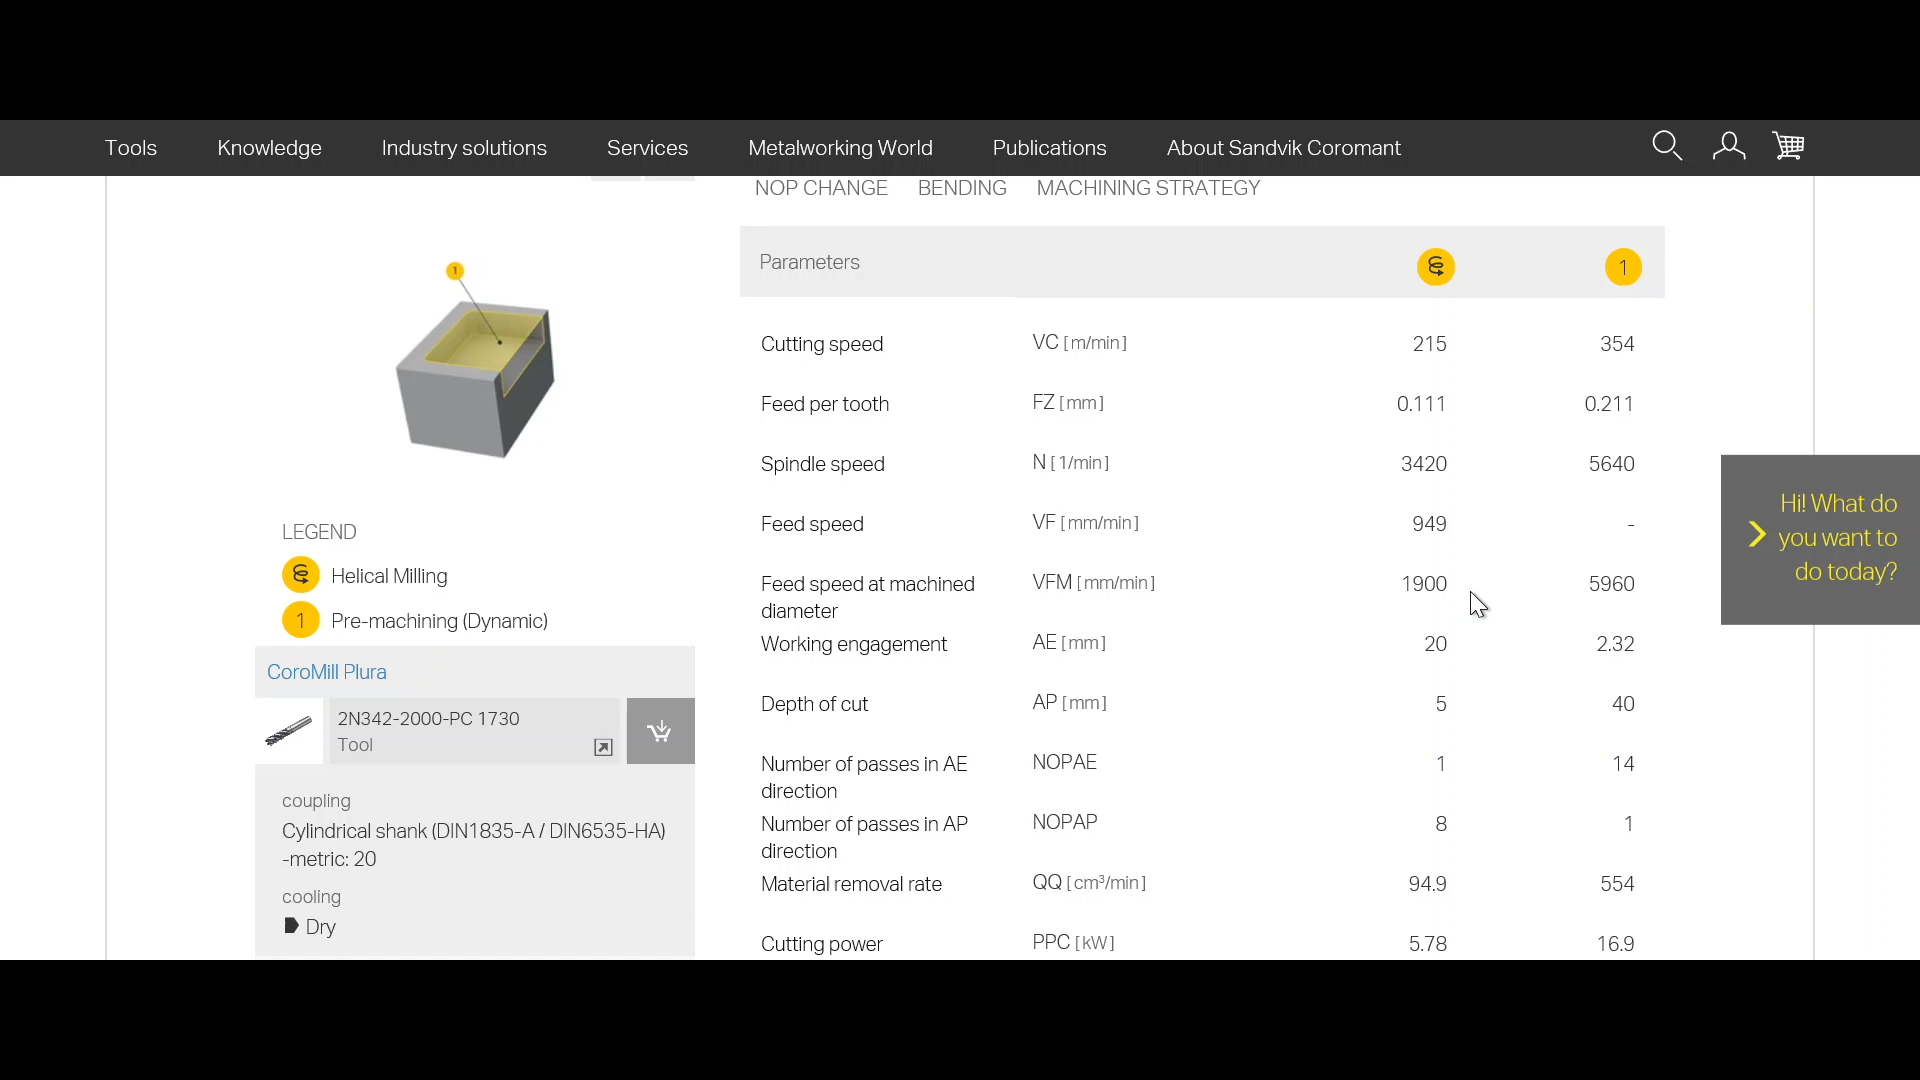 Tools Knowledge Industry solutions Services Metalworking World Publications About Sandvik Coromant
NOP CHANGE BENDING MACHINING STRATEGY
1
LEGEND
Helical Milling
1 Pre-machining (Dynamic)
CoroMill Plura
2N342-2000-PC 1730
Tool
coupling
Cylindrical shank (DIN1835-A / DIN6535-HA)
-metric: 20
cooling
Dry
Parameters 1
Cutting speed VC [ m/min ] 215 354
Feed per tooth FZ [ mm ] 0.111 0.211
Spindle speed N [ 1/min ] 3420 5640
Feed speed VF [ mm/min ] 949 -
Feed speed at machined VFM [ mm/min ] 1900 5960
diameter
Working engagement AE [ mm ] 20 2.32
Depth of cut AP [ mm ] 5 40
Number of passes in AE NOPAE 1 14
direction
Number of passes in AP NOPAP 8 1
direction
Material removal rate QQ [ cm³/min ] 94.9 554
Cutting power PPC [ kW ] 5.78 16.9
Hi! What do
you want to
do today?